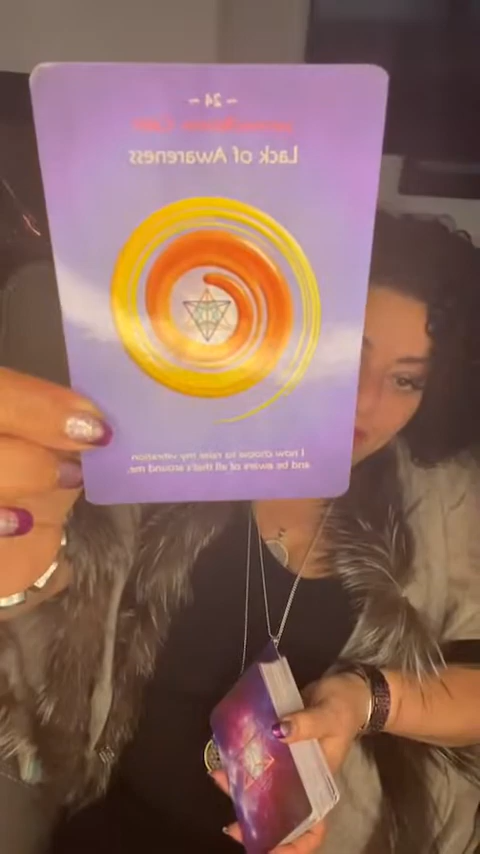 ~ 24 ~
Lack of Awareness
I now choose to raise my vibration
and be aware of all that's around me.